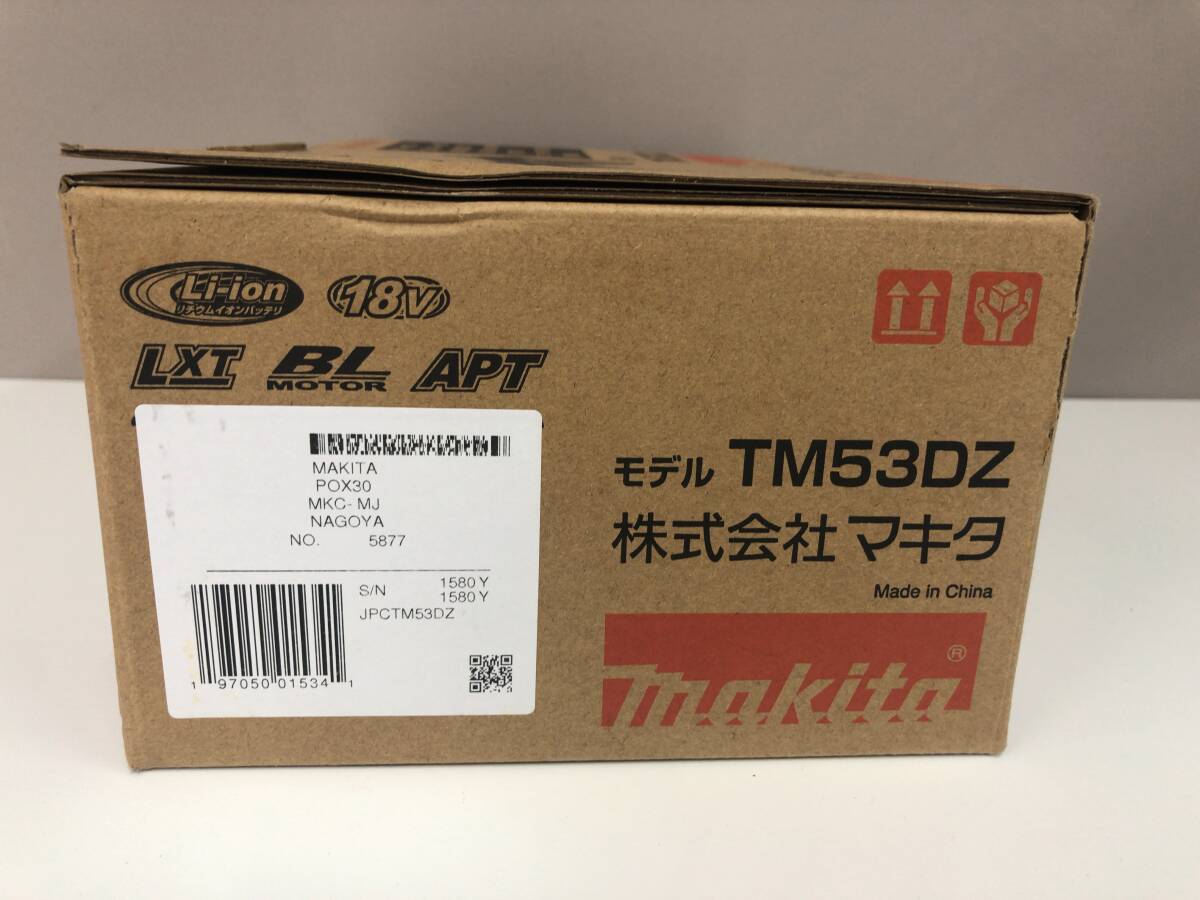 Li-ion
リチウムイオンバッテリ
18V
LXT
BL
MOTOR
APT
MAKITA
POX30
MKC- MJ
NAGOYA
NO. 5877
S/N 1580 Y
1580 Y
JPCTM53DZ
1 97050 01534 1
モデル TM53DZ
株式会社 マキタ
Made in China
makita ®